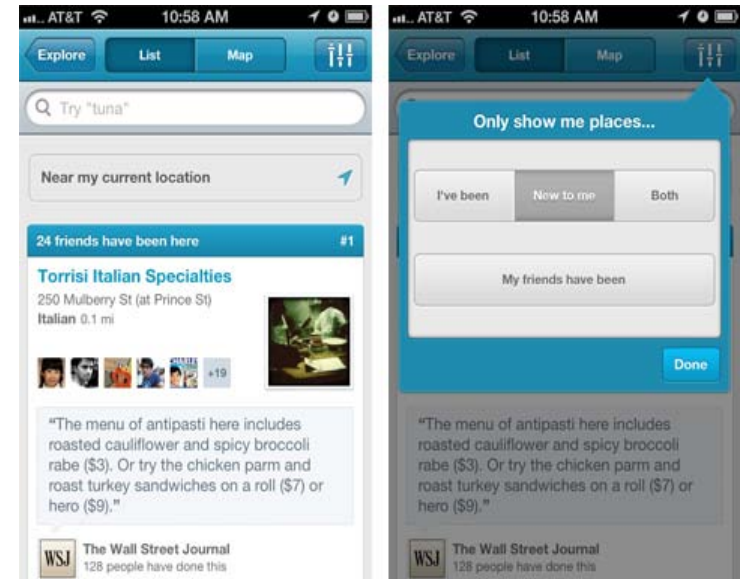 AT&T 10:58 AM
Explore List Map
Try "tuna"
Near my current location
24 friends have been here #1
Torrisi Italian Specialties
250 Mulberry St (at Prince St)
Italian 0.1 mi
+19
"The menu of antipasti here includes
roasted cauliflower and spicy broccoli
rabe ($3). Or try the chicken parm and
roast turkey sandwiches on a roll ($7) or
hero ($9)."
WSJ The Wall Street Journal
128 people have done this
AT&T 10:58 AM
Explore List Map
Only show me places...
I've been New to me Both
My friends have been
Done
"The menu of antipasti here includes
roasted cauliflower and spicy broccoli
rabe ($3). Or try the chicken parm and
roast turkey sandwiches on a roll ($7) or
hero ($9)."
WSJ The Wall Street Journal
128 people have done this